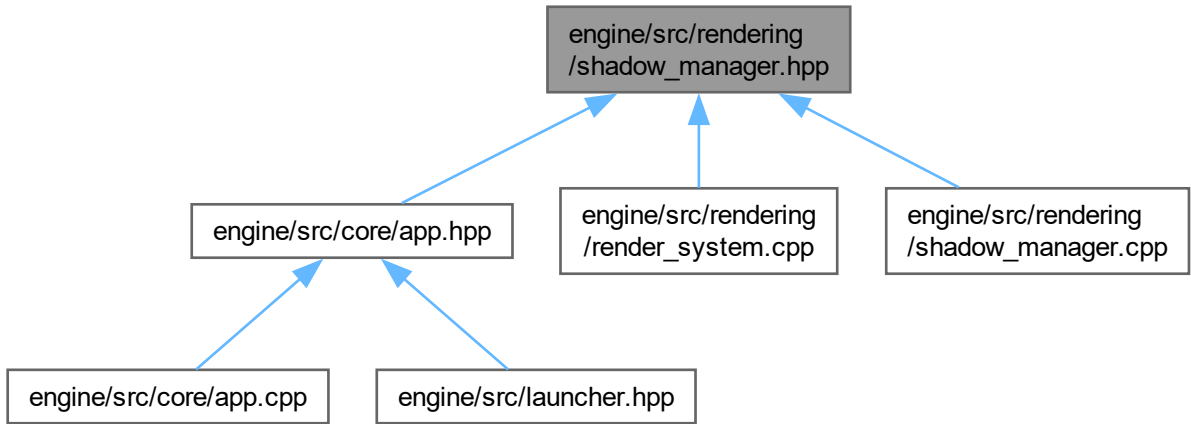 engine/src/rendering
/shadow_manager.hpp
engine/src/core/app.hpp
engine/src/rendering
/render_system.cpp
engine/src/rendering
/shadow_manager.cpp
engine/src/core/app.cpp
engine/src/launcher.hpp